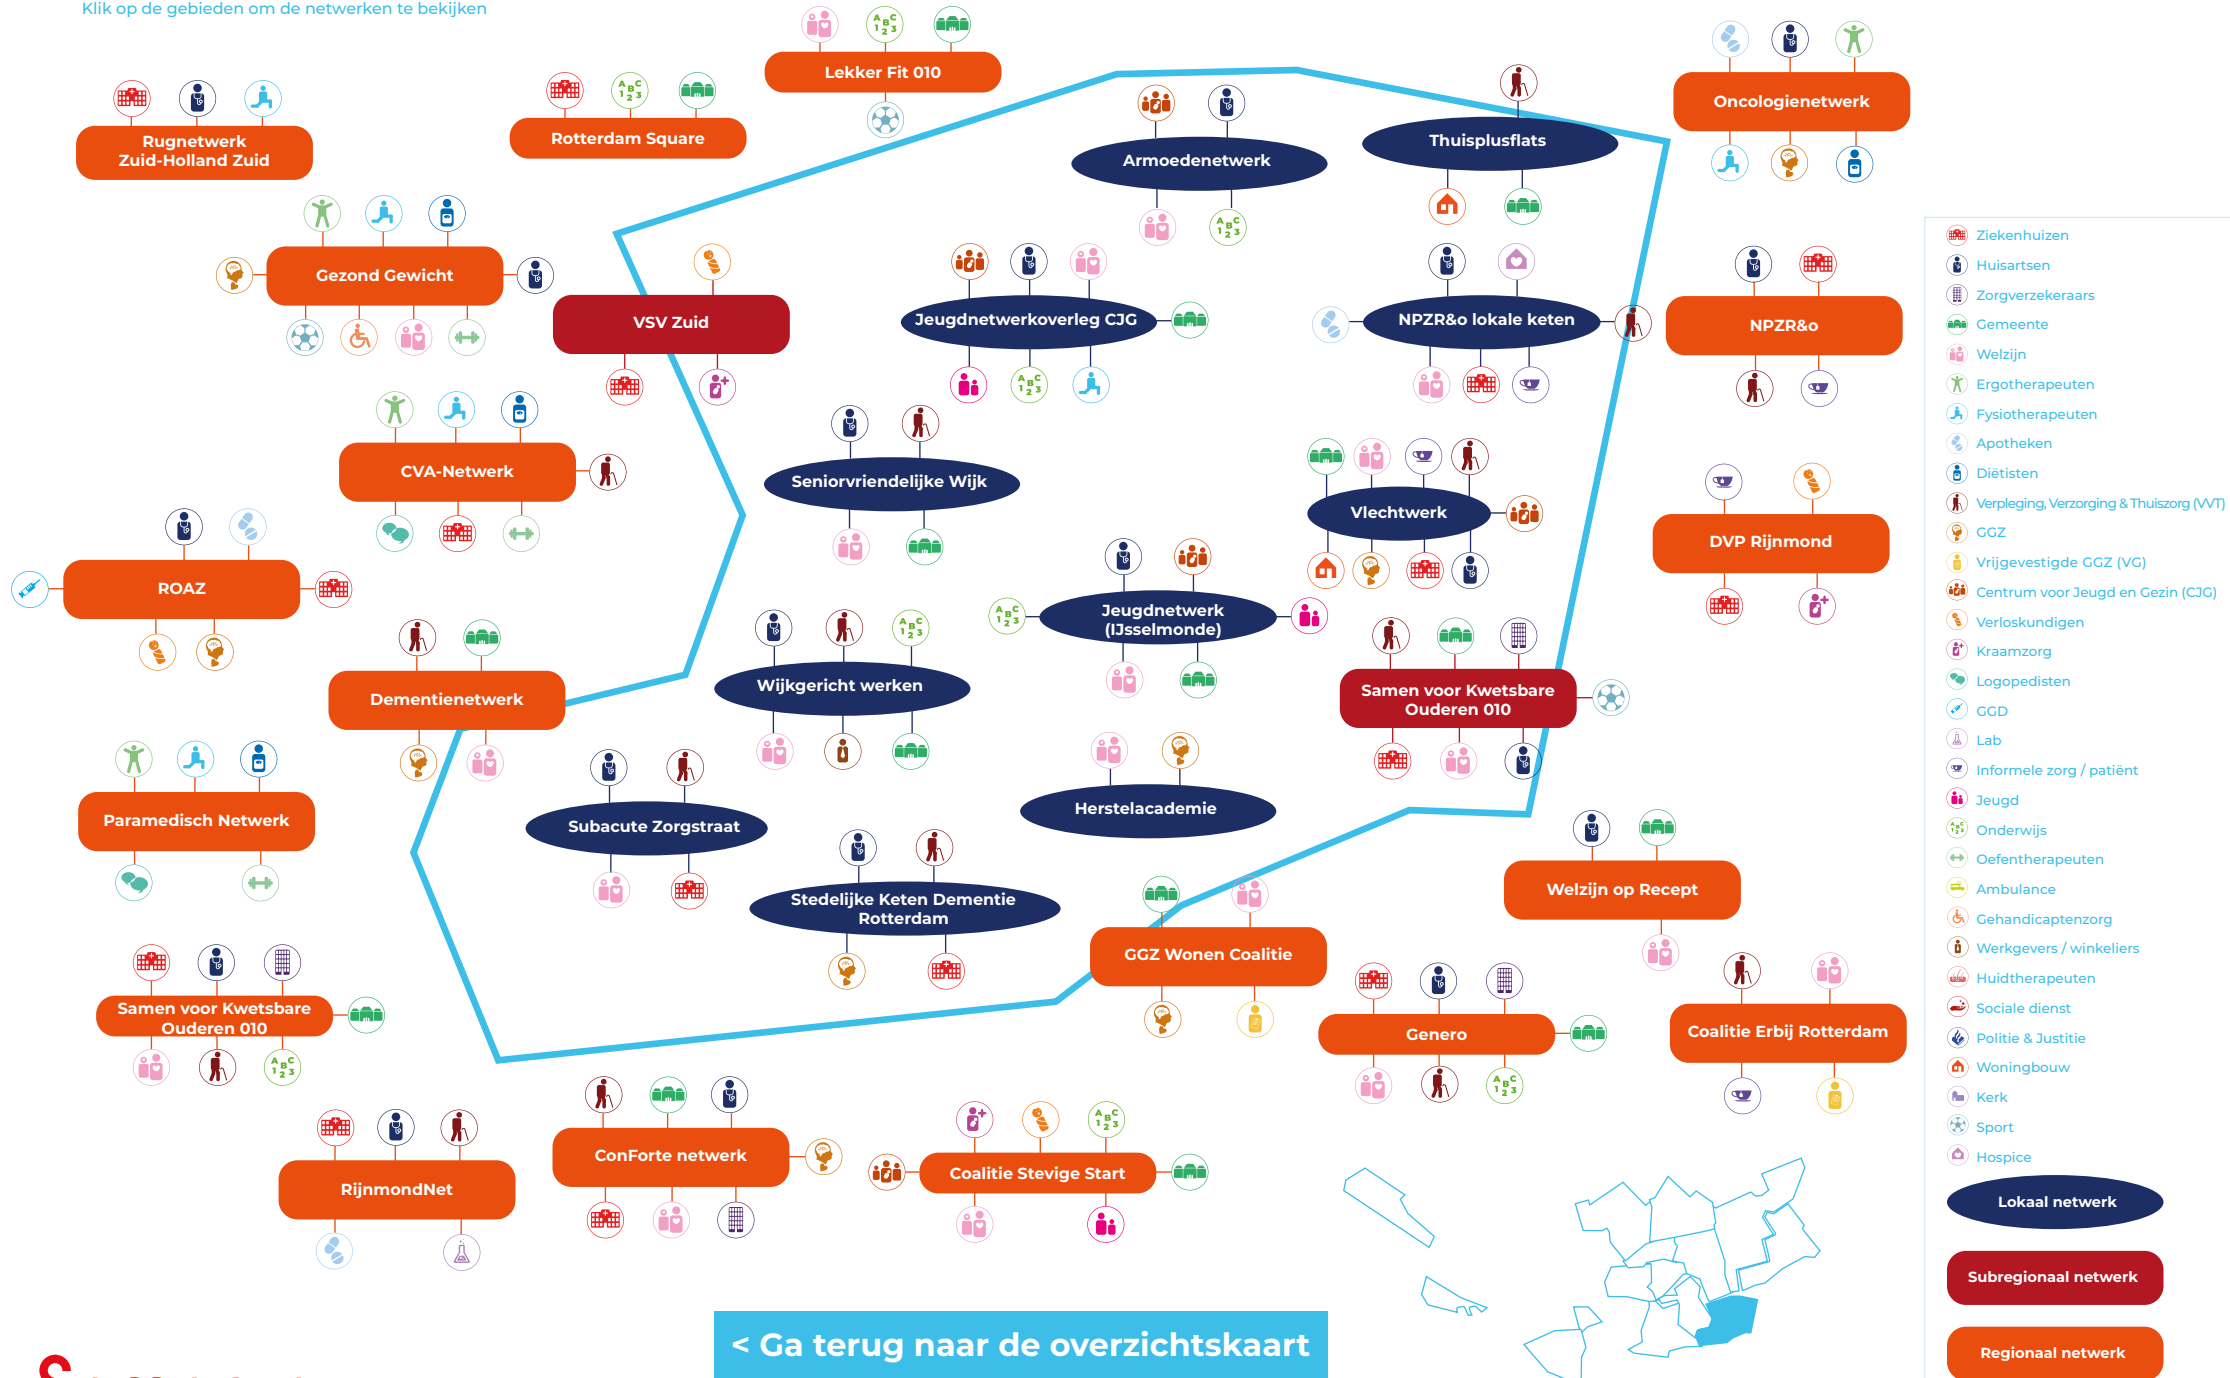 Klik op de gebieden om de netwerken te bekijken
Lekker Fit 010
Rotterdam Square
Rugnetwerk
Zuid-Holland Zuid
Oncologienetwerk
Armoedenetwerk
Thuisplusflats
Gezond Gewicht
VSV Zuid
Jeugdnetwerkoverleg CJG
NPZR&o lokale keten
NPZR&o
CVA-Netwerk
Seniorvriendelijke Wijk
Vlechtwerk
DVP Rijnmond
ROAZ
Jeugdnetwerk
(IJsselmonde)
Dementienetwerk
Wijkgericht werken
Samen voor Kwetsbare
Ouderen 010
Paramedisch Netwerk
Subacute Zorgstraat
Herstelacademie
Stedelijke Keten Dementie
Rotterdam
Welzijn op Recept
GGZ Wonen Coalitie
Samen voor Kwetsbare
Ouderen 010
Genero
Coalitie Erbij Rotterdam
ConForte netwerk
Coalitie Stevige Start
RijnmondNet
< Ga terug naar de overzichtskaart
Ziekenhuizen
Huisartsen
Zorgverzekeraars
Gemeente
Welzijn
Ergotherapeuten
Fysiotherapeuten
Apotheken
Diëtisten
Verpleging, Verzorging & Thuiszorg (VVT)
GGZ
Vrijgevestigde GGZ (VG)
Centrum voor Jeugd en Gezin (CJG)
Verloskundigen
Kraamzorg
Logopedisten
GGD
Lab
Informele zorg / patiënt
Jeugd
Onderwijs
Oefentherapeuten
Ambulance
Gehandicaptenzorg
Werkgevers / winkeliers
Huidtherapeuten
Sociale dienst
Politie & Justitie
Woningbouw
Kerk
Sport
Hospice
Lokaal netwerk
Subregionaal netwerk
Regionaal netwerk